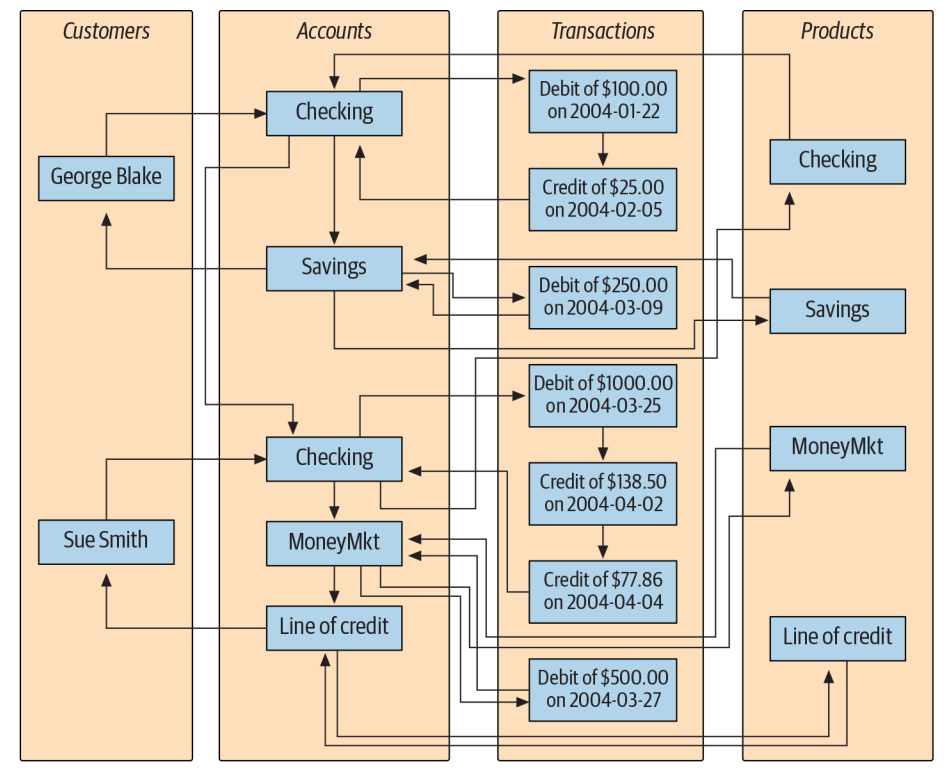 Customers
Accounts
Transactions
Products
George Blake
Sue Smith
Checking
Savings
Checking
MoneyMkt
Line of credit
Debit of $100.00
on 2004-01-22
Credit of $25.00
on 2004-02-05
Debit of $250.00
on 2004-03-09
Debit of $1000.00
on 2004-03-25
Credit of $138.50
on 2004-04-02
Credit of $77.86
on 2004-04-04
Debit of $500.00
on 2004-03-27
Checking
Savings
MoneyMkt
Line of credit